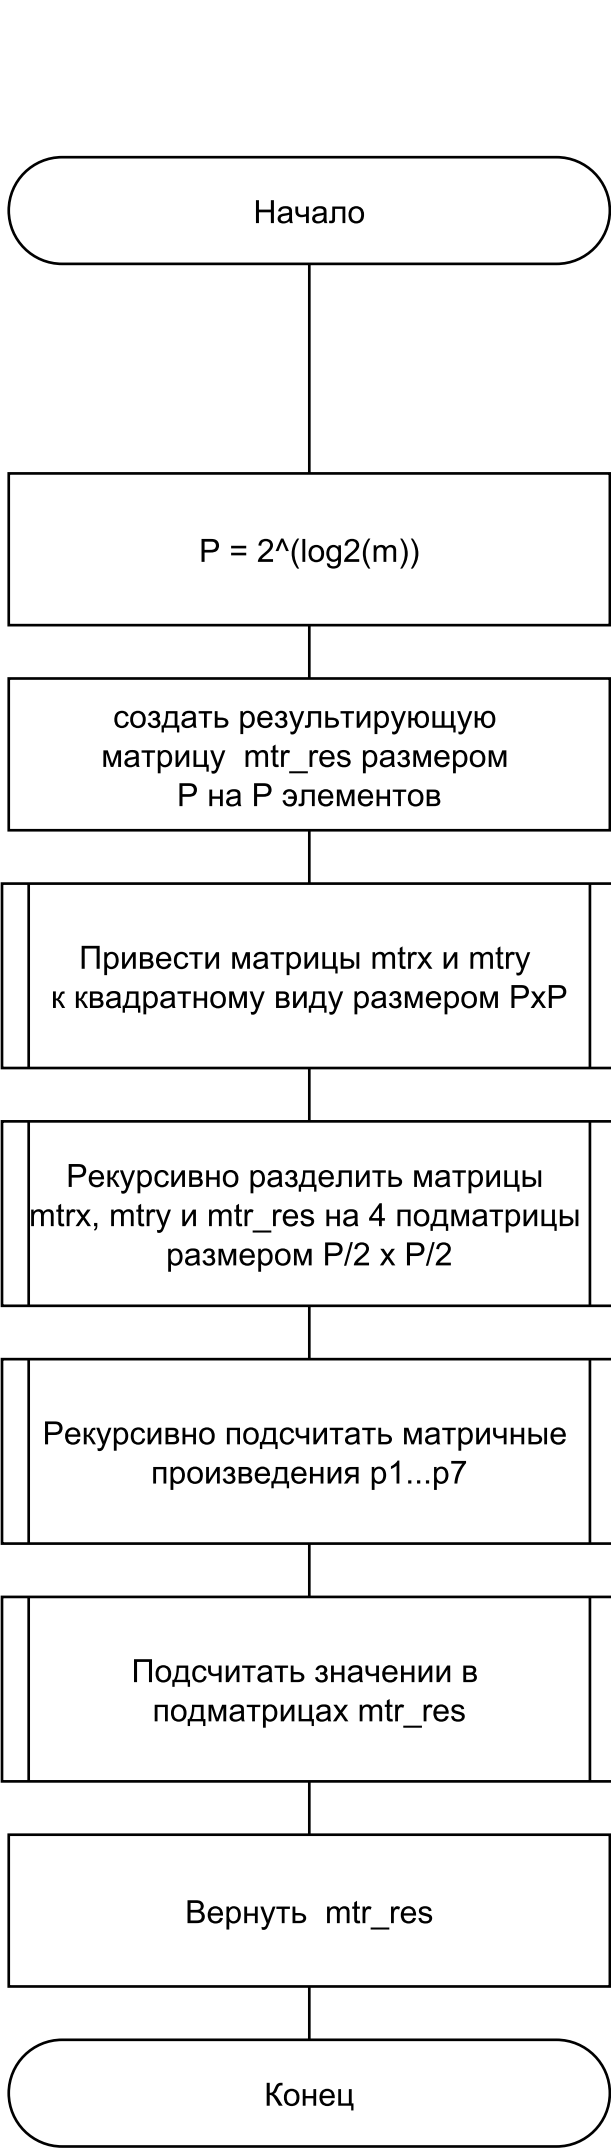 Начало
P = 2^(log2(m))
создать результирующую
матрицу  mtr_res размером
P на P элементов
Привести матрицы mtrx и mtry
к квадратному виду размером PxP
Рекурсивно разделить матрицы
mtrx, mtry и mtr_res на 4 подматрицы
размером P/2 x P/2
Рекурсивно подсчитать матричные
произведения p1...p7
Подсчитать значении в
подматрицах mtr_res
Вернуть  mtr_res
Конец